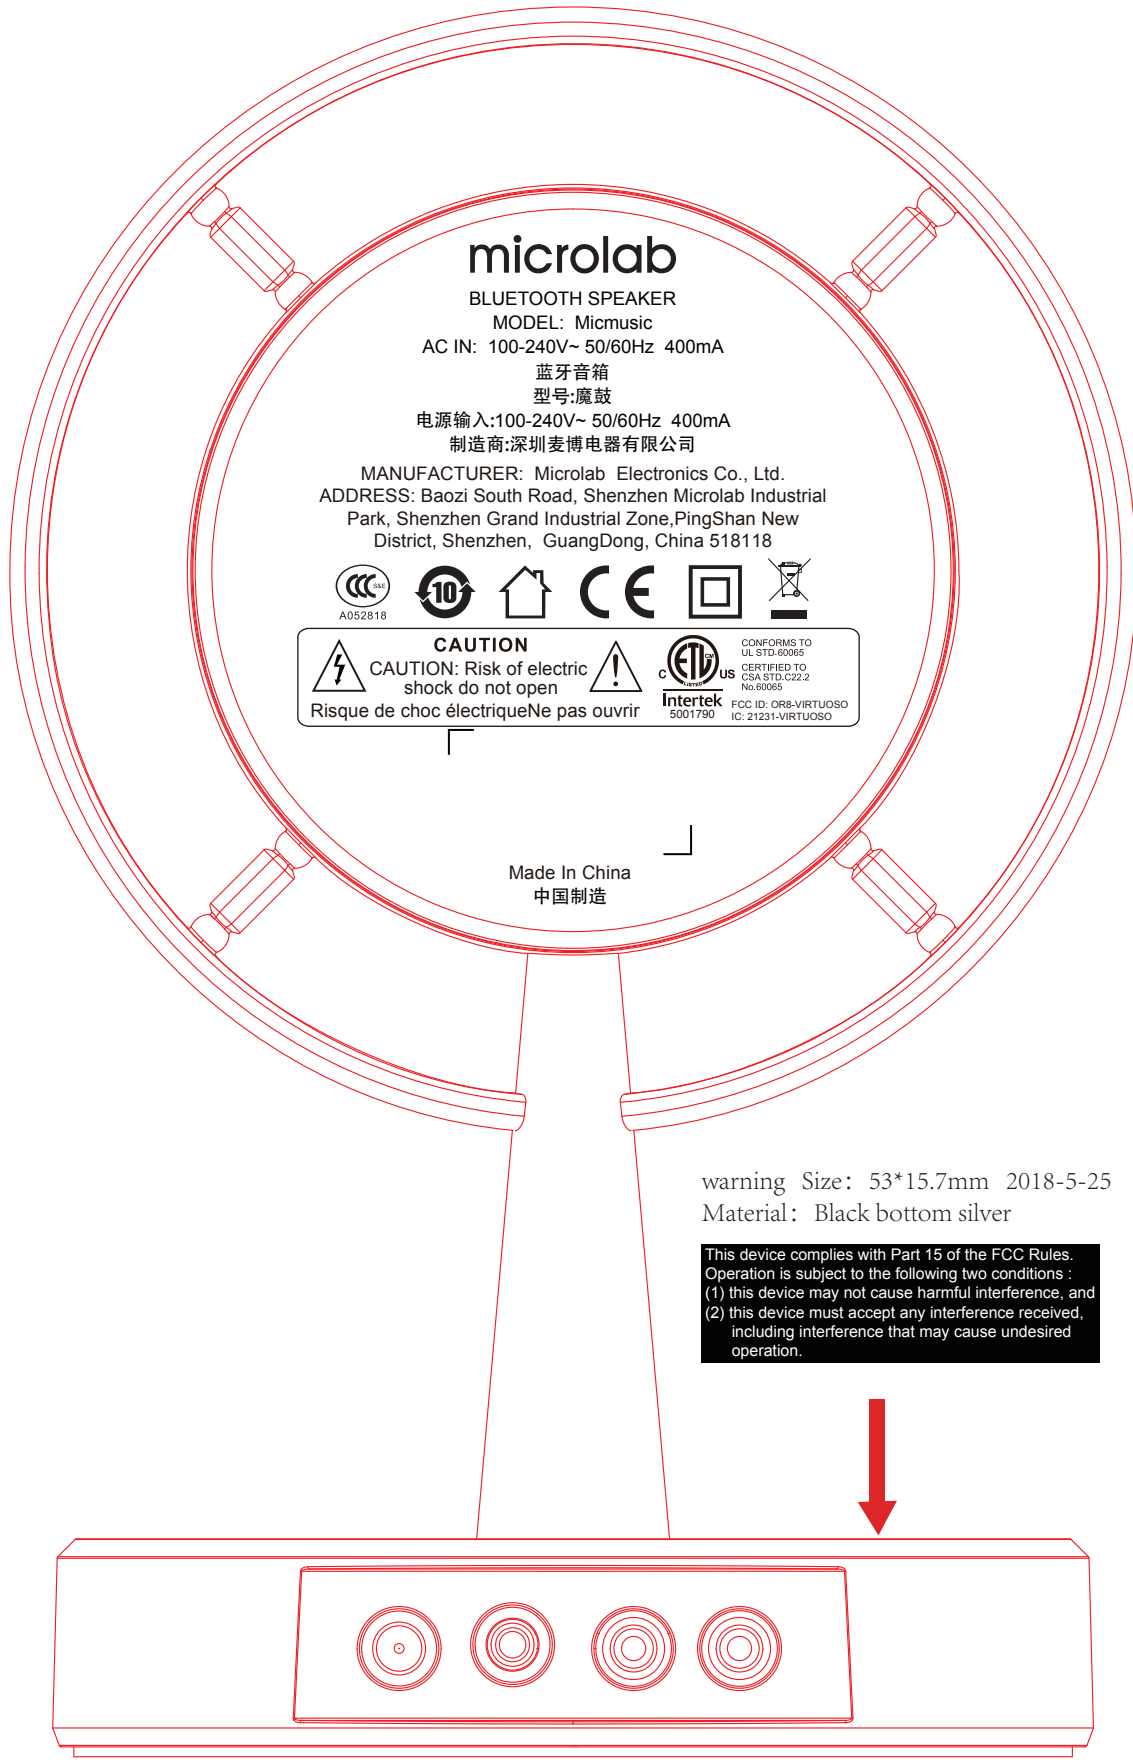 microlab
BLUETOOTH SPEAKER
MODEL: Micmusic
AC IN: 100-240V~ 50/60Hz 400mA
蓝牙音箱
型号:魔鼓
电源输入:100-240V~ 50/60Hz 400mA
制造商:深圳麦博电器有限公司
MANUFACTURER: Microlab Electronics Co., Ltd.
ADDRESS: Baozi South Road, Shenzhen Microlab Industrial
Park, Shenzhen Grand Industrial Zone,PingShan New
District, Shenzhen, GuangDong, China 518118
CCC S&E
A052818
10
CE
CAUTION
CAUTION: Risk of electric
shock do not open
Risque de choc électriqueNe pas ouvrir
ETL CM
LISTED
C US
Intertek
5001790
CONFORMS TO
UL STD-60065
CERTIFIED TO
CSA STD.C22.2
No.60065
FCC ID: OR8-VIRTUOSO
IC: 21231-VIRTUOSO
Made In China
中国制造
warning Size: 53*15.7mm 2018-5-25
Material: Black bottom silver
This device complies with Part 15 of the FCC Rules.
Operation is subject to the following two conditions :
(1) this device may not cause harmful interference, and
(2) this device must accept any interference received,
including interference that may cause undesired
operation.